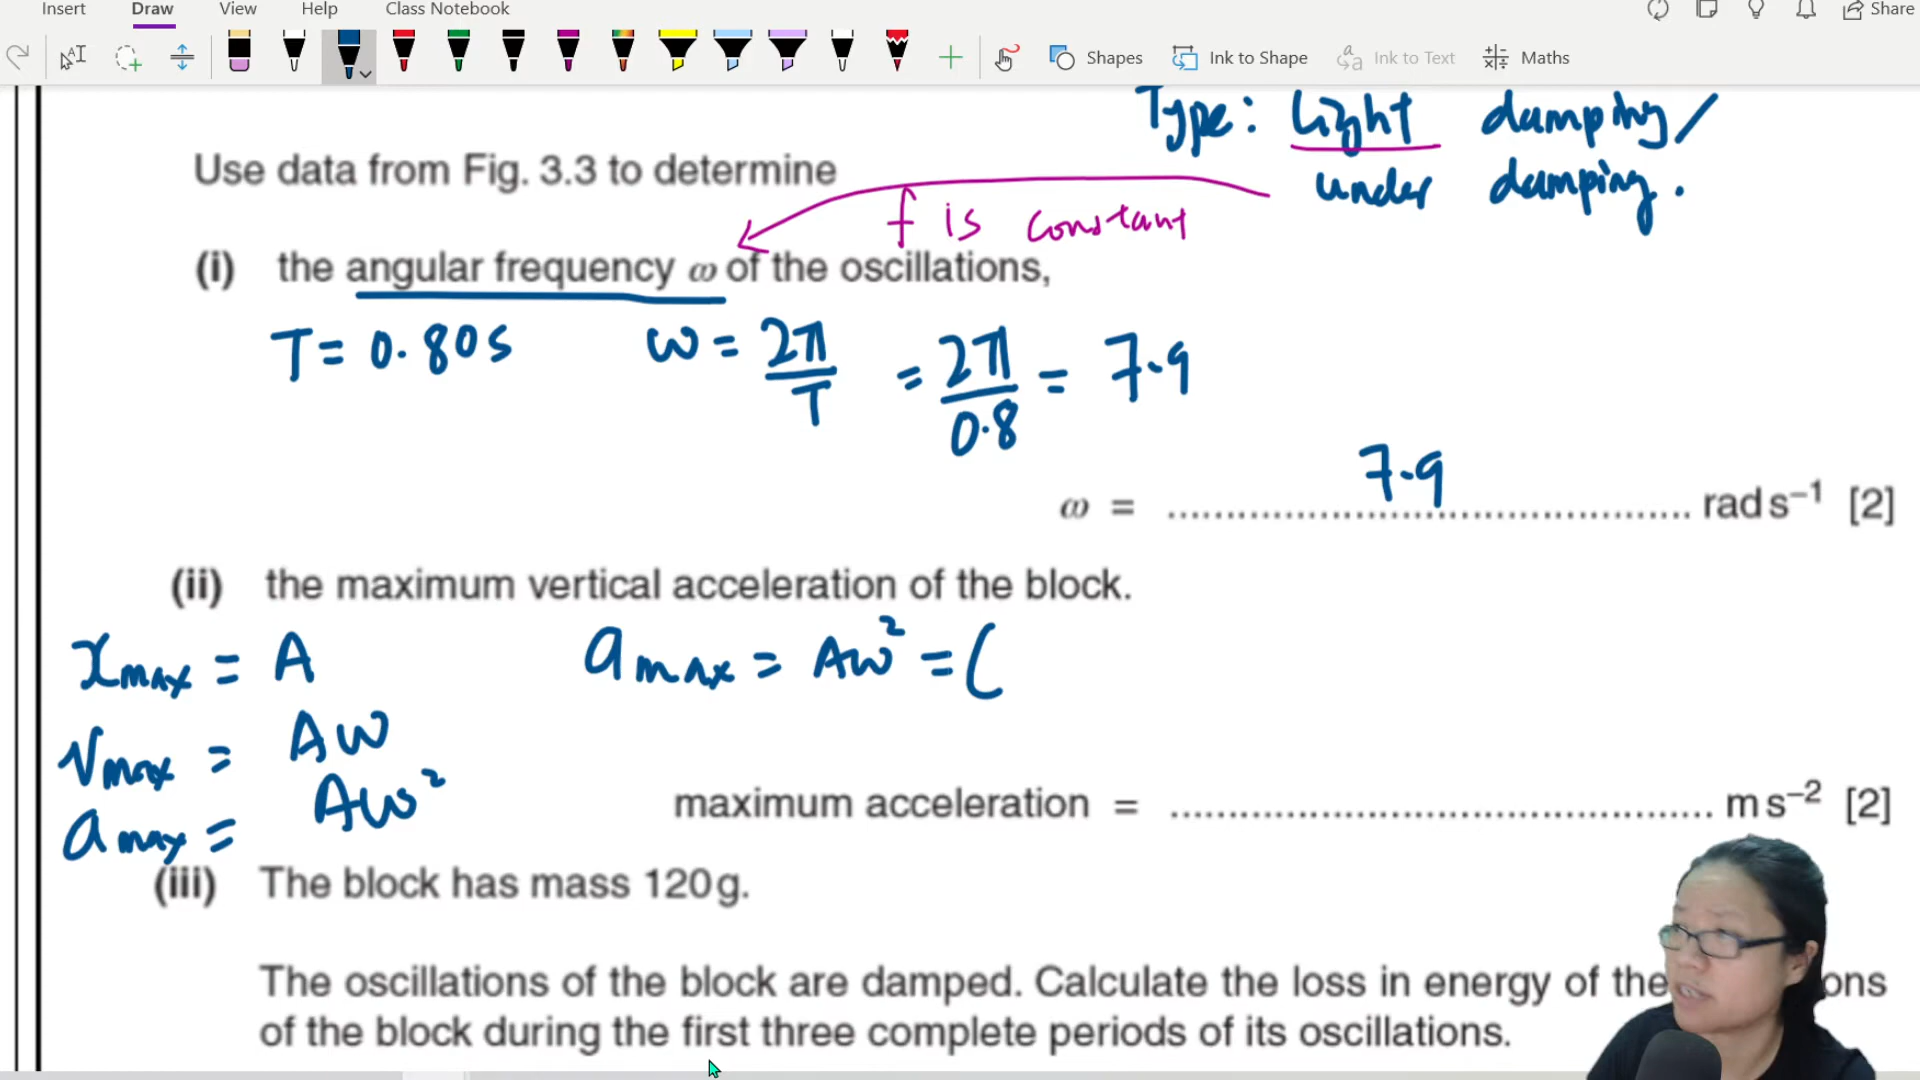 Insert Draw View Help Class Notebook Share
Shapes Ink to Shape Ink to Text Maths
Type: light damping/
under damping.
Use data from Fig. 3.3 to determine
f is constant
(i) the angular frequency ω of the oscillations,
T = 0.80s ω = 2π/T = 2π/0.8 = 7.9
7.9
ω = ............................................ rad s⁻¹ [2]
(ii) the maximum vertical acceleration of the block.
xmax = A amax = Aω² = (
vmax = Aω
amax = Aω²
maximum acceleration = ............................................ m s⁻² [2]
(iii) The block has mass 120 g.
The oscillations of the block are damped. Calculate the loss in energy of the
of the block during the first three complete periods of its oscillations.